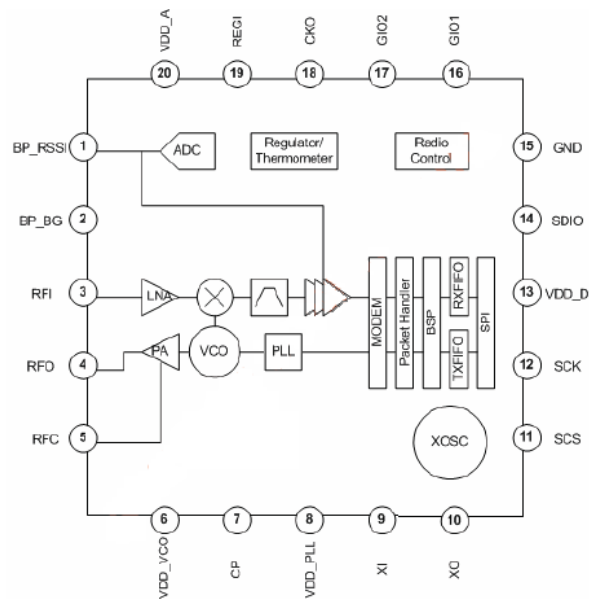 VDD_A
REGI
CKO
GIO2
GIO1
20
19
18
17
16
BP_RSSI
1
ADC
Regulator/
Thermometer
Radio
Control
15
GND
BP_BG
2
14
SDIO
RFI
3
LNA
MODEM
Packet Handler
BSP
RXFIFO
TXFIFO
SPI
13
VDD_D
RFO
4
PA
VCO
PLL
12
SCK
RFC
5
XOSC
11
SCS
6
7
8
9
10
VDD_VCO
CP
VDD_PLL
XI
XO